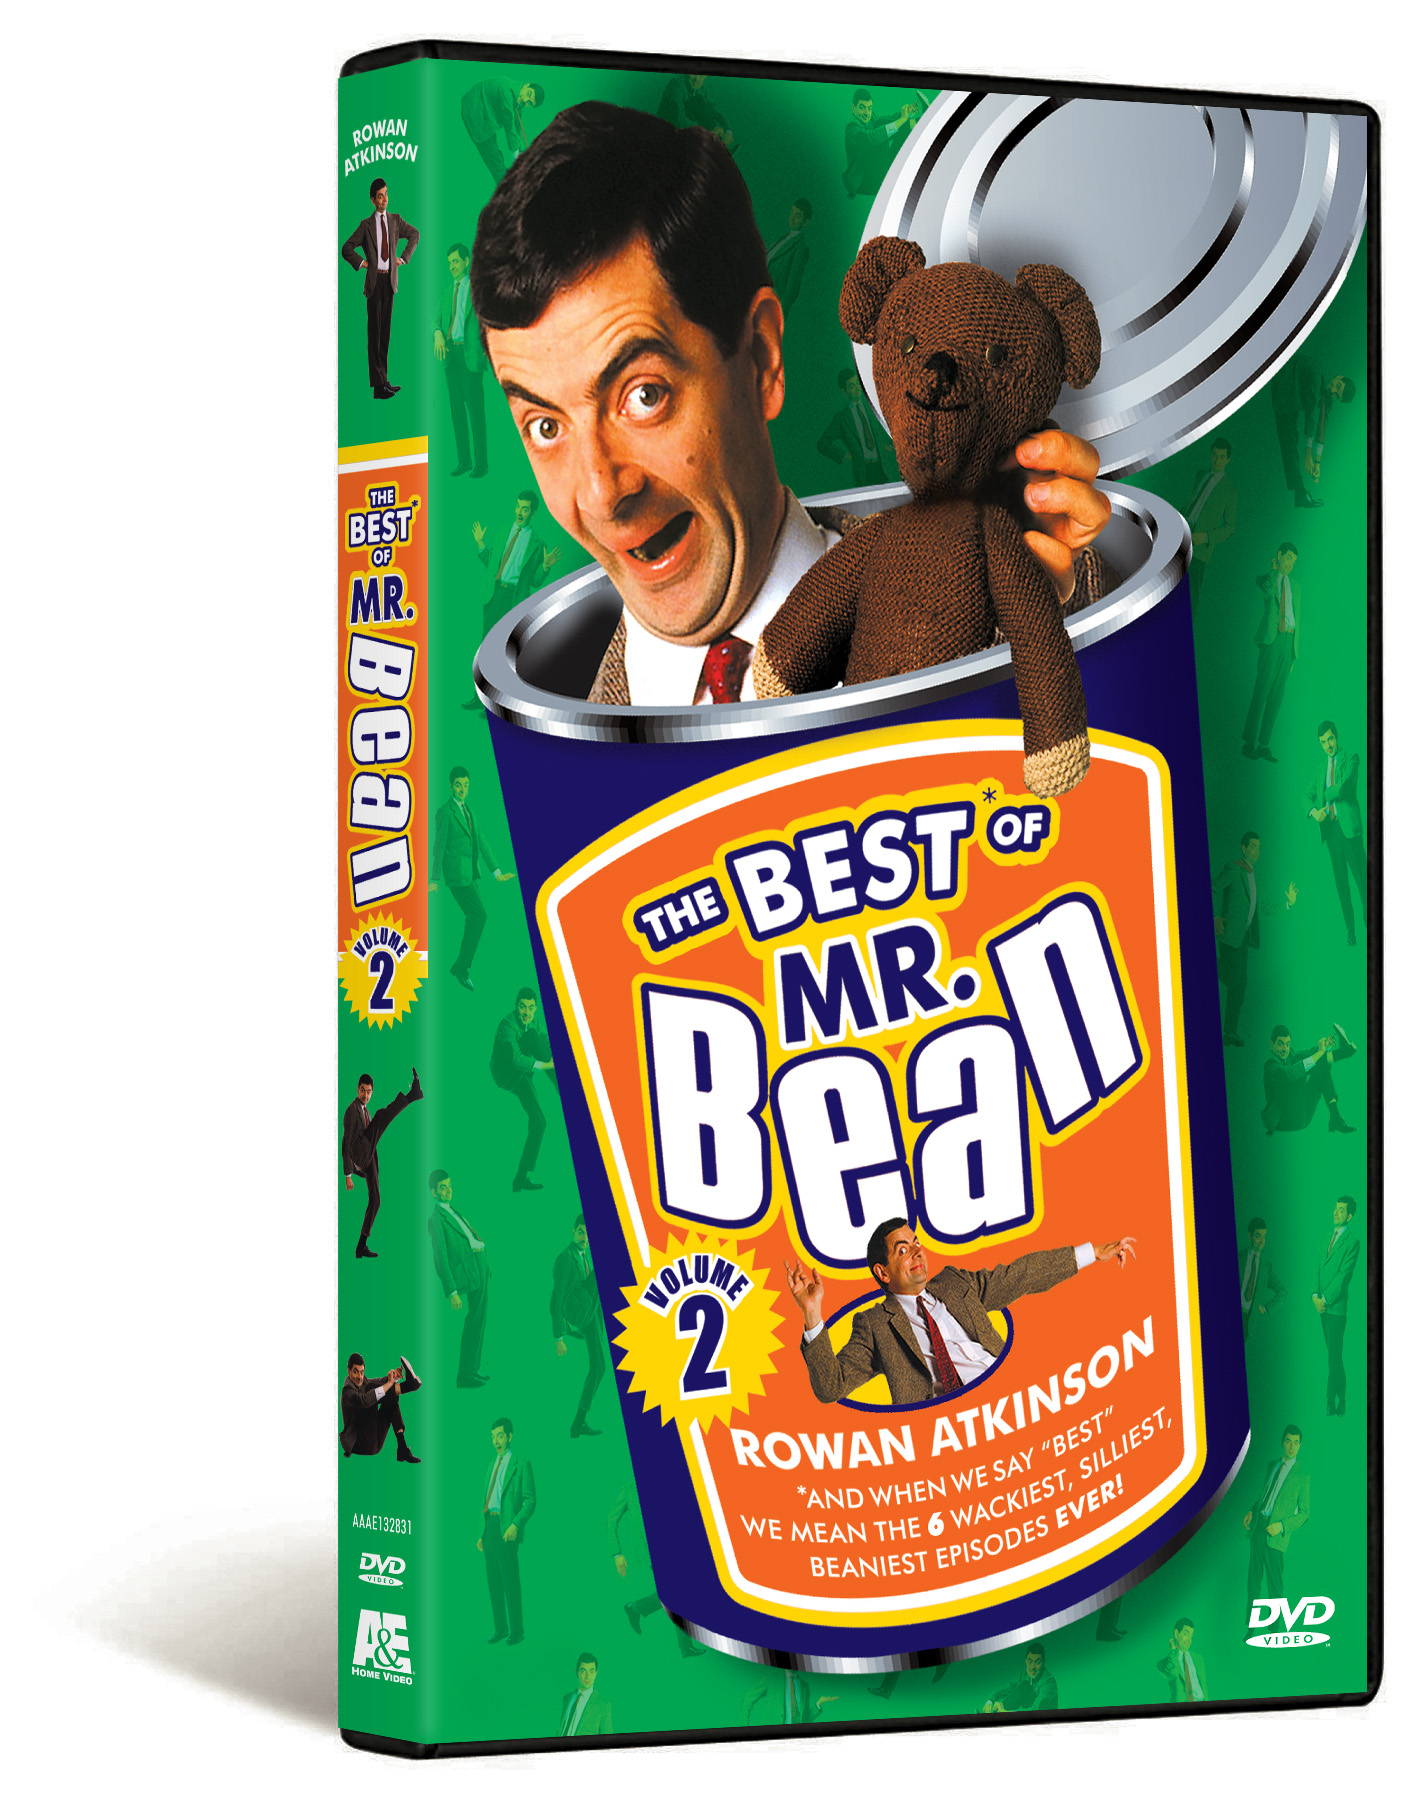 ROWAN
ATKINSON
THE
BEST*
OF
MR.
Bean
VOLUME
2
AAAE132831
DVD
VIDEO
A&E
HOME VIDEO
THE BEST* OF
MR.
Bean
VOLUME
2
ROWAN ATKINSON
*AND WHEN WE SAY "BEST"
WE MEAN THE 6 WACKIEST, SILLIEST,
BEANIEST EPISODES EVER!
DVD
VIDEO